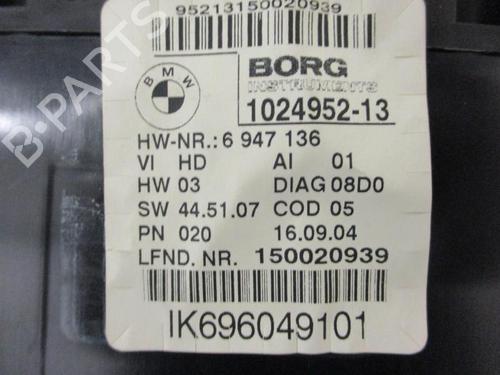 95213150020939
BMW
BORG
INSTRUMENTS
1024952-13
HW-NR.: 6 947 136
VI HD AI 01
HW 03 DIAG 08D0
SW 44.51.07 COD 05
PN 020 16.09.04
LFND. NR. 150020939
IK696049101
B-PARTS